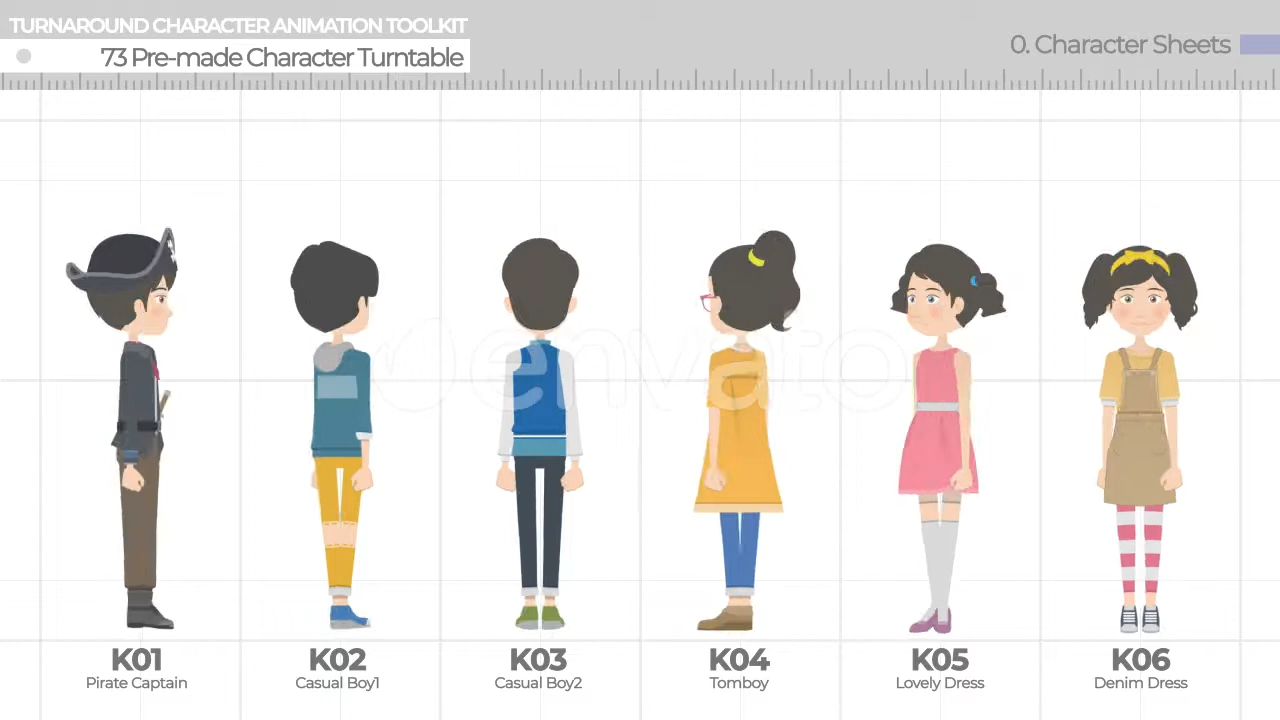 TURNAROUND CHARACTER ANIMATION TOOLKIT
73 Pre-made Character Turntable
0. Character Sheets
envato
K01
Pirate Captain
K02
Casual Boy1
K03
Casual Boy2
K04
Tomboy
K05
Lovely Dress
K06
Denim Dress